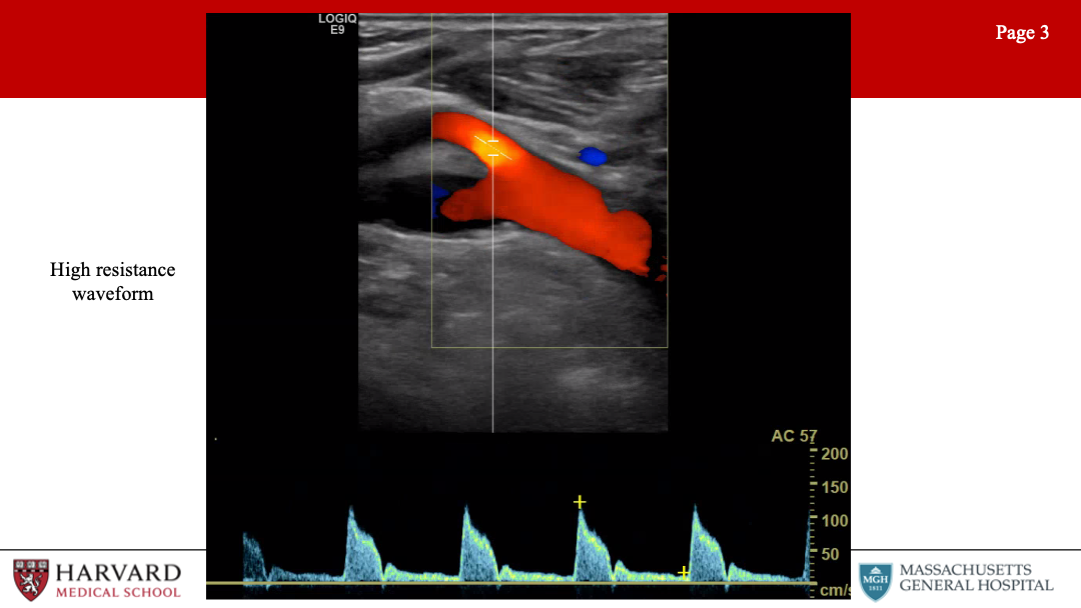 LOGIQ
E9
Page 3
High resistance
waveform
AC 57
200
150
100
50
cm/s
HARVARD
MEDICAL SCHOOL
MGH
1811
MASSACHUSETTS
GENERAL HOSPITAL